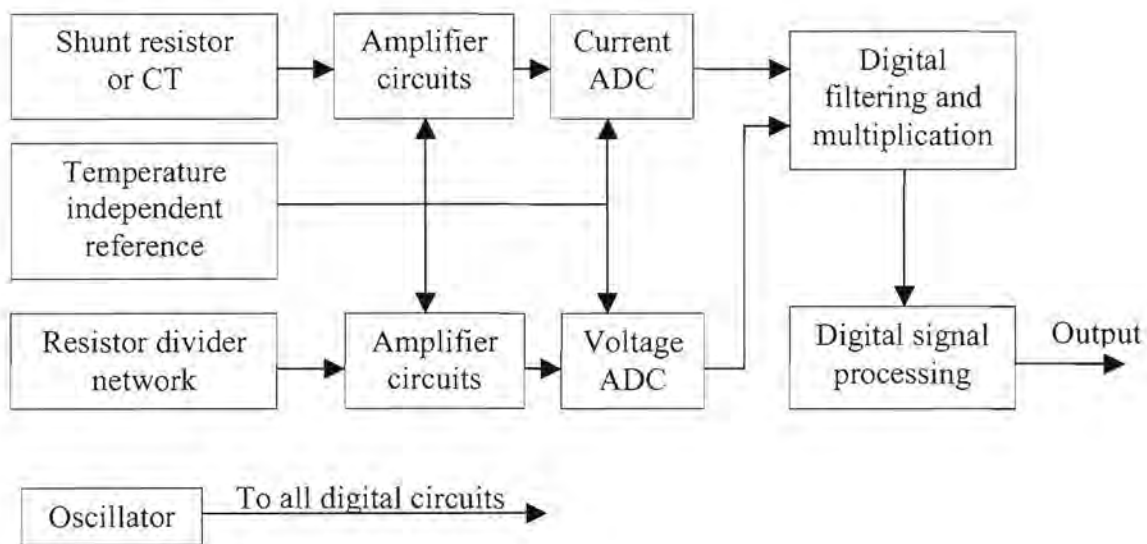 Shunt resistor
or CT
Amplifier
circuits
Current
ADC
Digital
filtering and
multiplication
Temperature
independent
reference
Resistor divider
network
Amplifier
circuits
Voltage
ADC
Digital signal
processing
Output
Oscillator
To all digital circuits